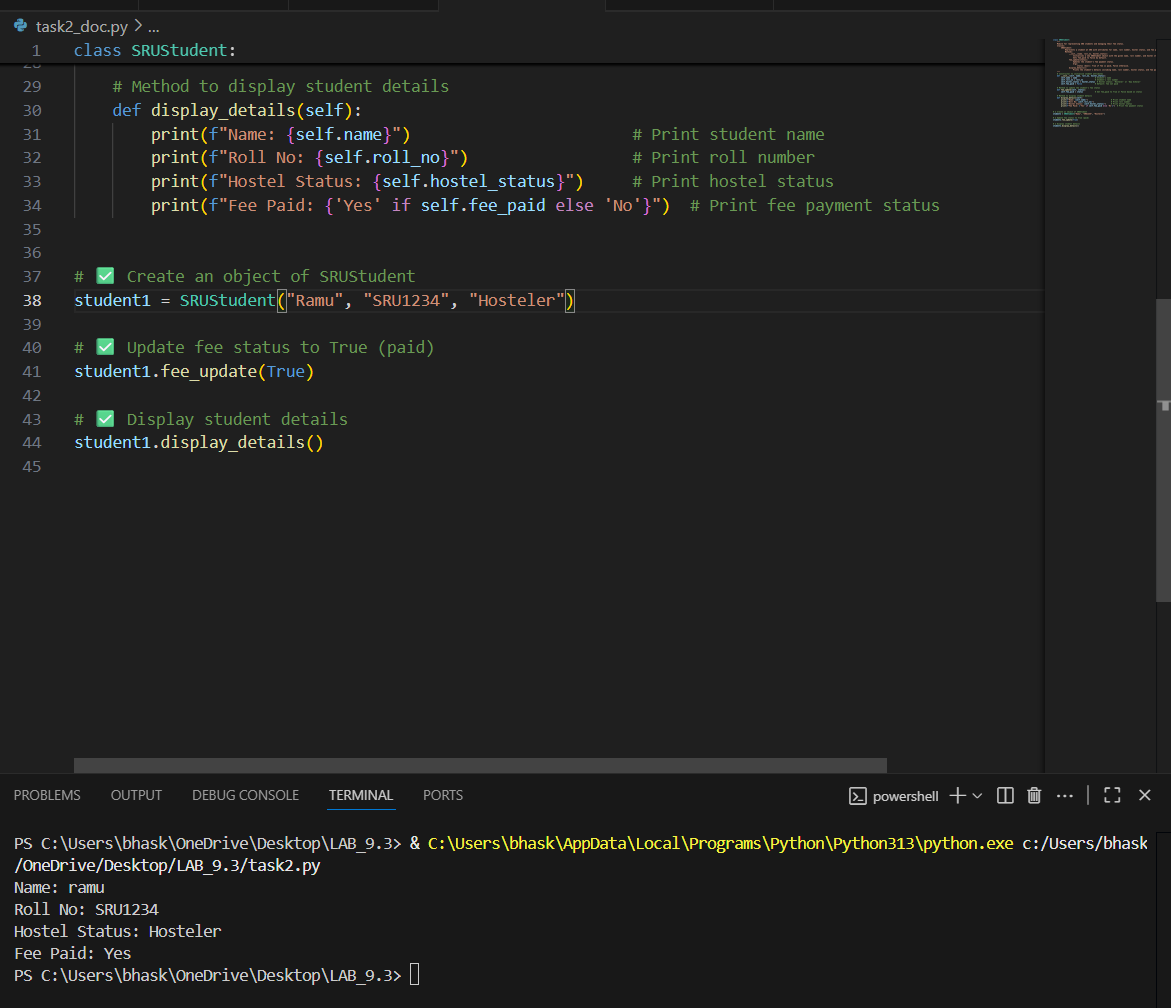 task2_doc.py > ...
1 class SRUStudent:
29 # Method to display student details
30 def display_details(self):
31 print(f"Name: {self.name}") # Print student name
32 print(f"Roll No: {self.roll_no}") # Print roll number
33 print(f"Hostel Status: {self.hostel_status}") # Print hostel status
34 print(f"Fee Paid: {'Yes' if self.fee_paid else 'No'}") # Print fee payment status
35
36
37 # ✅ Create an object of SRUStudent
38 student1 = SRUStudent("Ramu", "SRU1234", "Hosteler")
39
40 # ✅ Update fee status to True (paid)
41 student1.fee_update(True)
42
43 # ✅ Display student details
44 student1.display_details()
45
PROBLEMS OUTPUT DEBUG CONSOLE TERMINAL PORTS powershell
PS C:\Users\bhask\OneDrive\Desktop\LAB_9.3> & C:\Users\bhask\AppData\Local\Programs\Python\Python313\python.exe c:/Users/bhask
/OneDrive/Desktop/LAB_9.3/task2.py
Name: ramu
Roll No: SRU1234
Hostel Status: Hosteler
Fee Paid: Yes
PS C:\Users\bhask\OneDrive\Desktop\LAB_9.3>